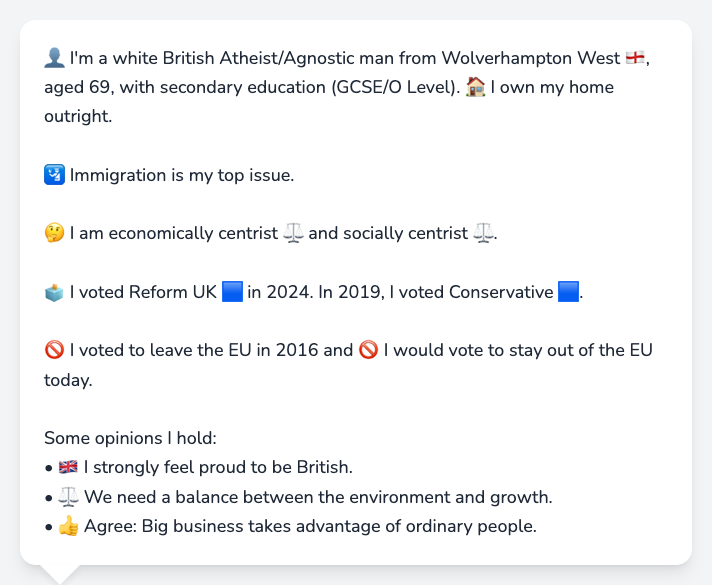 👤 I'm a white British Atheist/Agnostic man from Wolverhampton West 🏴󠁧󠁢󠁥󠁮󠁧󠁿,
aged 69, with secondary education (GCSE/O Level). 🏠 I own my home
outright.
🛂 Immigration is my top issue.
🤔 I am economically centrist ⚖️ and socially centrist ⚖️.
🗳️ I voted Reform UK 🟦 in 2024. In 2019, I voted Conservative 🟦.
🚫 I voted to leave the EU in 2016 and 🚫 I would vote to stay out of the EU
today.
Some opinions I hold:
• 🇬🇧 I strongly feel proud to be British.
• ⚖️ We need a balance between the environment and growth.
• 👍 Agree: Big business takes advantage of ordinary people.